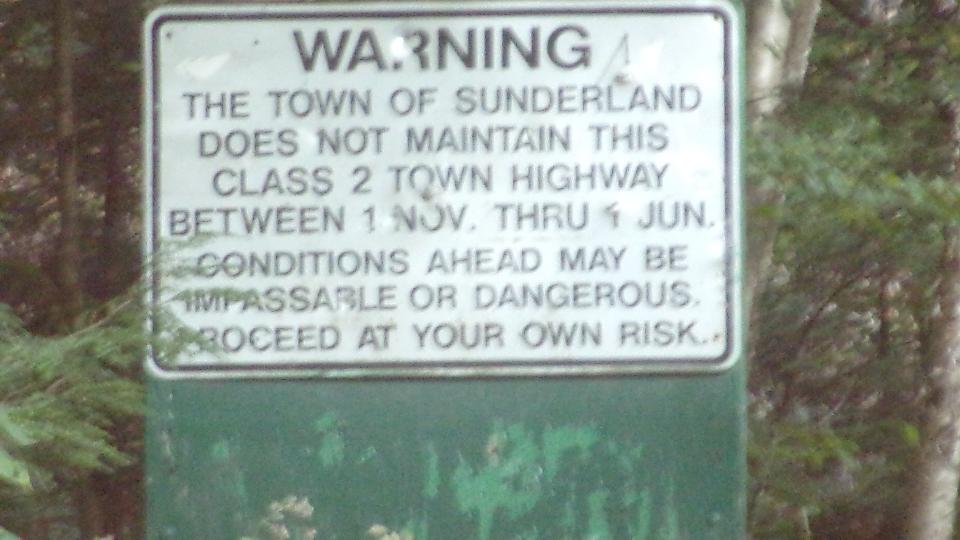 WARNING
THE TOWN OF SUNDERLAND
DOES NOT MAINTAIN THIS
CLASS 2 TOWN HIGHWAY
BETWEEN 1 NOV. THRU 1 JUN.
CONDITIONS AHEAD MAY BE
IMPASSABLE OR DANGEROUS.
PROCEED AT YOUR OWN RISK.